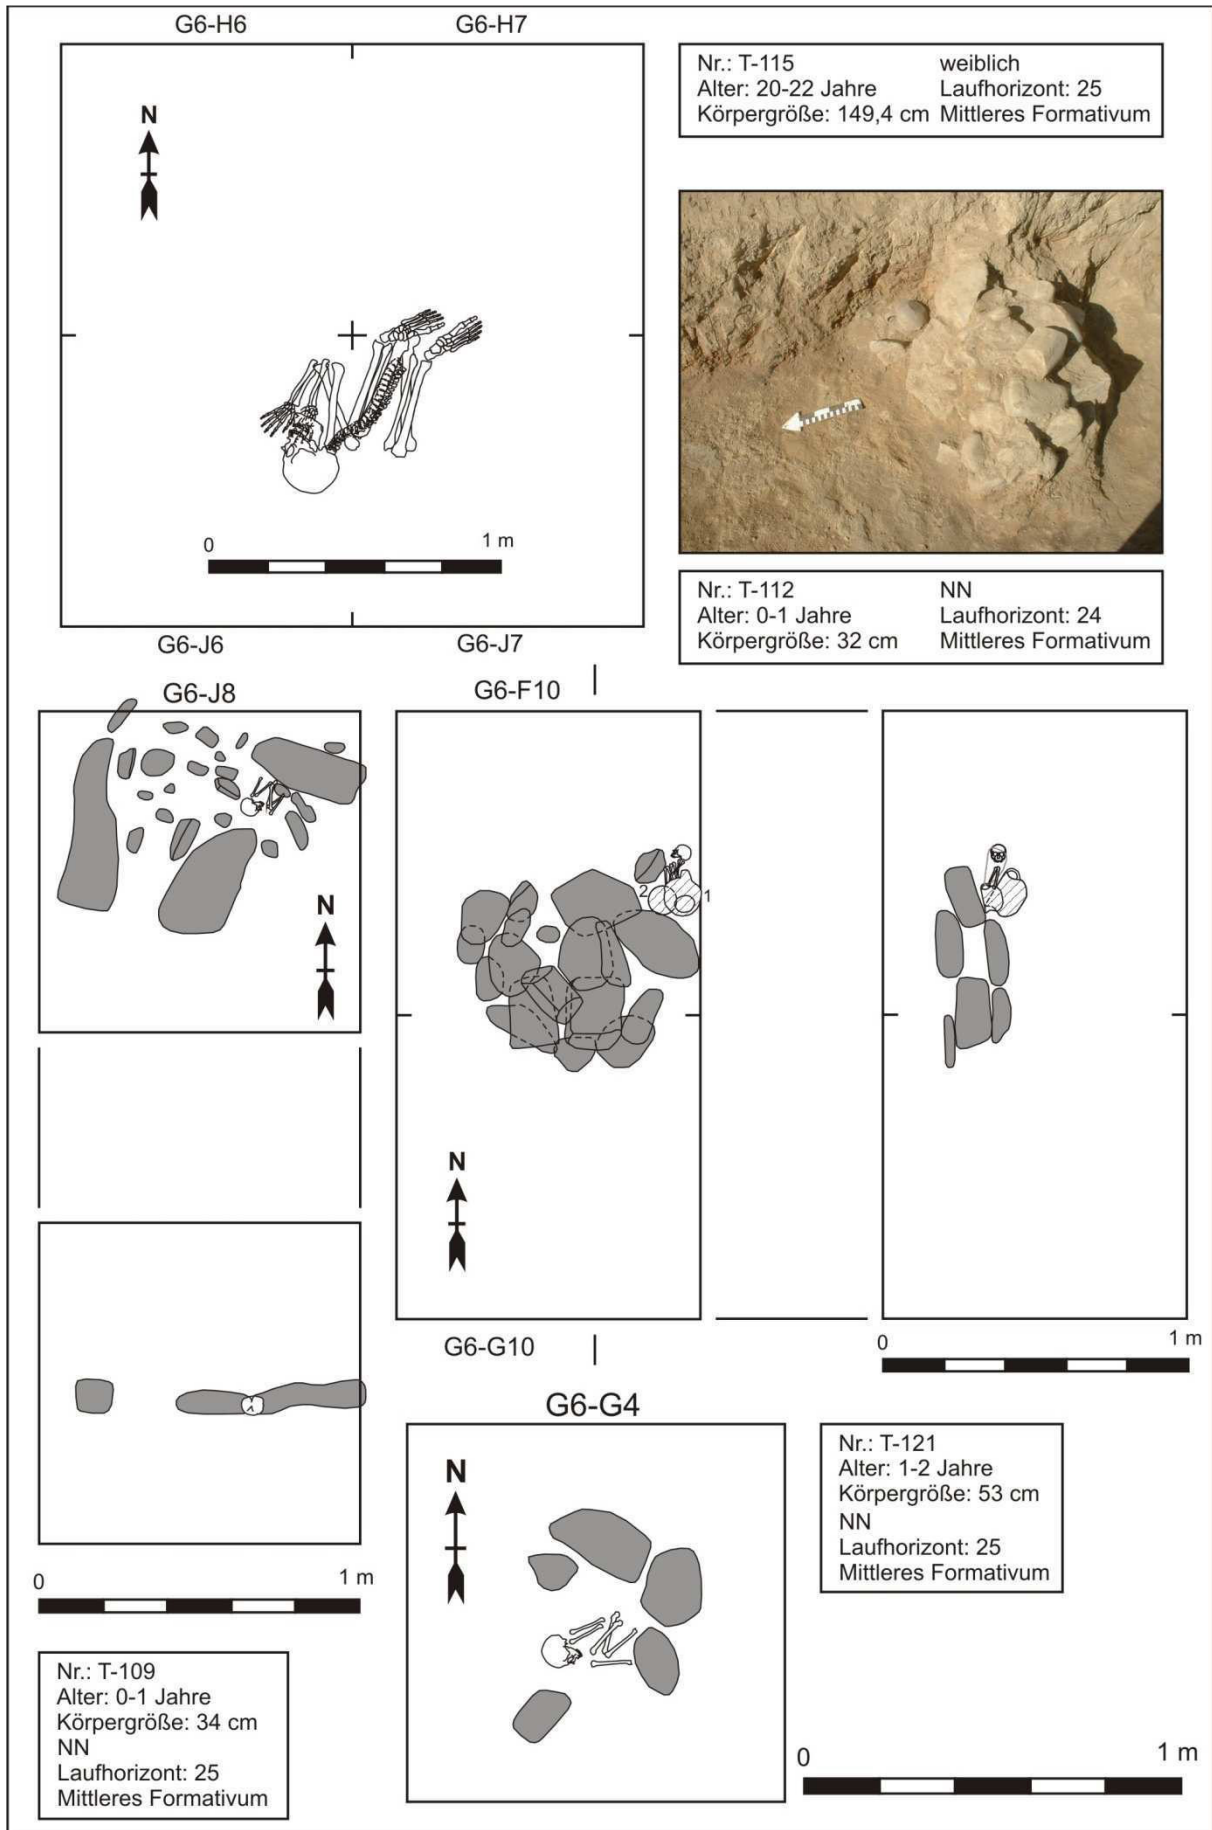 G6-H6 G6-H7
N
0 1 m
G6-J6 G6-J7
Nr.: T-115 weiblich
Alter: 20-22 Jahre Laufhorizont: 25
Körpergröße: 149,4 cm Mittleres Formativum
Nr.: T-112 NN
Alter: 0-1 Jahre Laufhorizont: 24
Körpergröße: 32 cm Mittleres Formativum
G6-J8
N
0 1 m
Nr.: T-109
Alter: 0-1 Jahre
Körpergröße: 34 cm
NN
Laufhorizont: 25
Mittleres Formativum
G6-F10
2 1
N
G6-G10
0 1 m
G6-G4
N
Nr.: T-121
Alter: 1-2 Jahre
Körpergröße: 53 cm
NN
Laufhorizont: 25
Mittleres Formativum
0 1 m